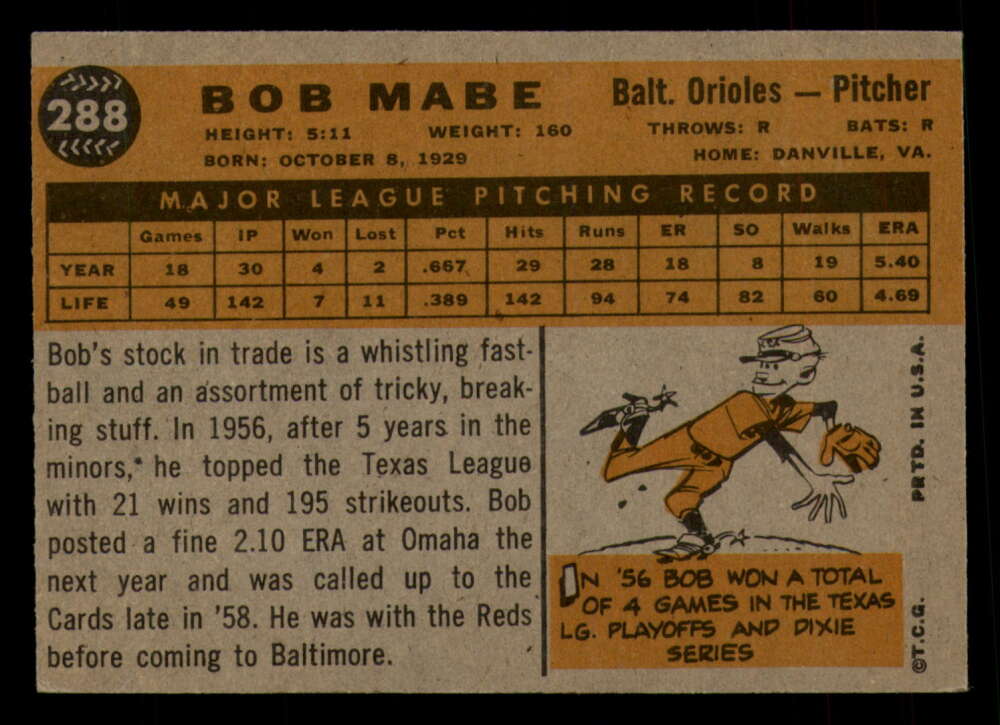 288
BOB MABE
Balt. Orioles — Pitcher
HEIGHT: 5:11 WEIGHT: 160 THROWS: R BATS: R
BORN: OCTOBER 8, 1929 HOME: DANVILLE, VA.
MAJOR LEAGUE PITCHING RECORD
Games IP Won Lost Pct Hits Runs ER SO Walks ERA
YEAR 18 30 4 2 .667 29 28 18 8 19 5.40
LIFE 49 142 7 11 .389 142 94 74 82 60 4.69
Bob's stock in trade is a whistling fast-
ball and an assortment of tricky, break-
ing stuff. In 1956, after 5 years in the
minors, he topped the Texas League
with 21 wins and 195 strikeouts. Bob
posted a fine 2.10 ERA at Omaha the
next year and was called up to the
Cards late in '58. He was with the Reds
before coming to Baltimore.
TEX
IN '56 BOB WON A TOTAL
OF 4 GAMES IN THE TEXAS
LG. PLAYOFFS AND DIXIE
SERIES
©T.C.G. PRTD. IN U.S.A.